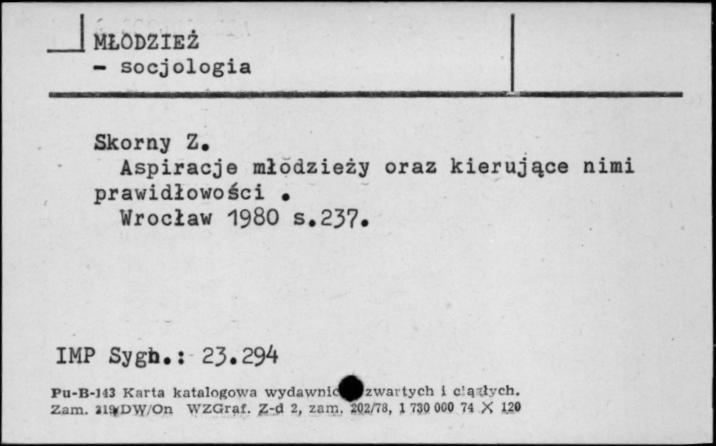 MŁODZIEŻ
- socjologia
Skorny Z.
Aspiracje młodzieży oraz kierujące nimi
prawidłowości .
Wrocław 1980 s.237.
IMP Sygn.: 23.294
Pu-B-143 Karta katalogowa wydawnic zwartych i ciągłych.
Zam. 319/DW/On WZGraf. Z-d 2, zam. 202/78, 1 730 000 74 X 120